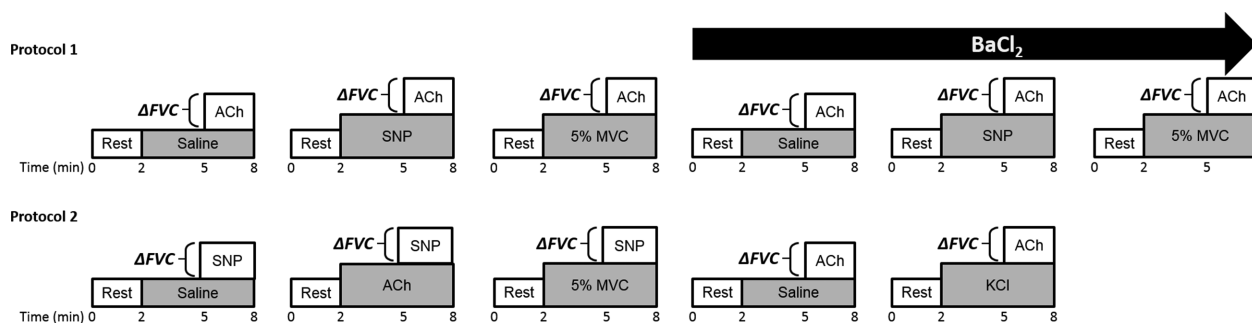 Protocol 1
BaCl2
ΔFVC ACh ΔFVC ACh ΔFVC ACh ΔFVC ACh ΔFVC ACh ΔFVC ACh
Rest Saline Rest SNP Rest 5% MVC Rest Saline Rest SNP Rest 5% MVC
Time (min) 0 2 5 8 0 2 5 8 0 2 5 8 0 2 5 8 0 2 5 8 0 2 5
Protocol 2
ΔFVC SNP ΔFVC SNP ΔFVC SNP ΔFVC ACh ΔFVC ACh
Rest Saline Rest ACh Rest 5% MVC Rest Saline Rest KCl
Time (min) 0 2 5 8 0 2 5 8 0 2 5 8 0 2 5 8 0 2 5 8